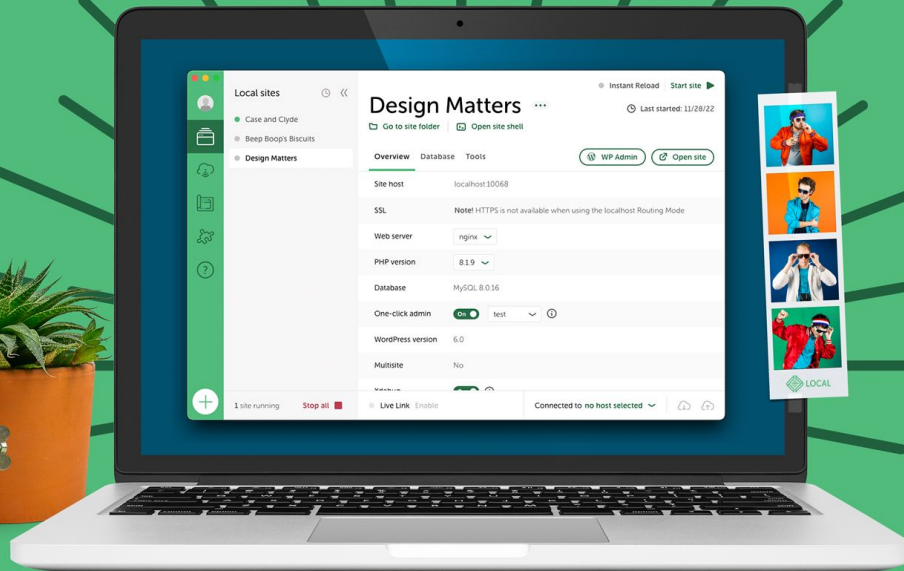 Local sites
Case and Clyde
Beep Boop's Biscuits
Design Matters
1 site running
Stop all
Instant Reload
Start site
Design Matters
Last started: 11/28/22
Go to site folder
Open site shell
Overview Database Tools
WP Admin
Open site
Site host localhost:10068
SSL Note! HTTPS is not available when using the localhost Routing Mode
Web server nginx
PHP version 8.1.9
Database MySQL 8.0.16
One-click admin On test
WordPress version 6.0
Multisite No
Live Link Enable
Connected to no host selected
LOCAL